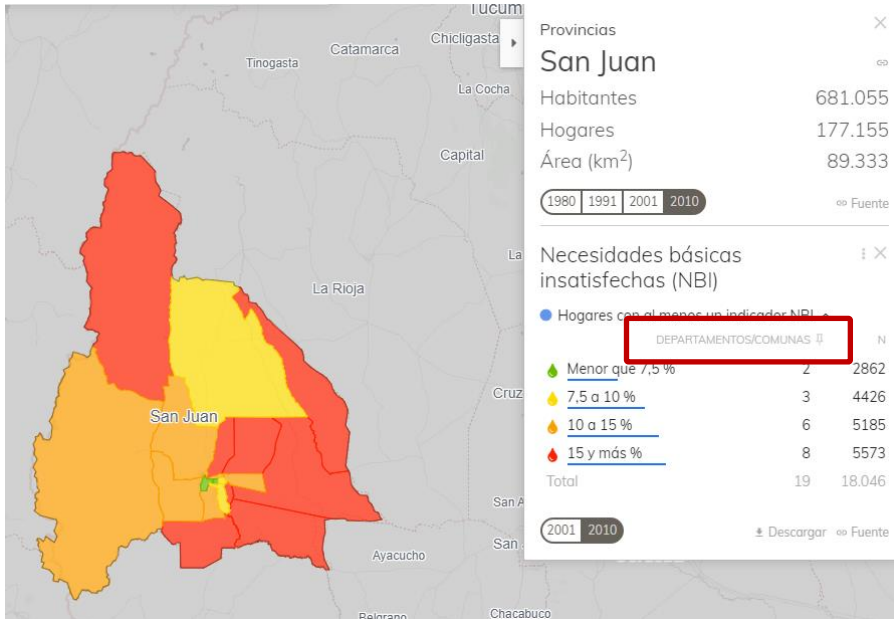 Tucum
Chicligasta
Catamarca
Tinogasta
La Cocha
Capital
La
La Rioja
Cruz
San Juan
San A
San
Ayacucho
Belgrano
Chacabuco
Provincias
San Juan
Habitantes 681.055
Hogares 177.155
Área (km²) 89.333
1980 1991 2001 2010 Fuente
Necesidades básicas
insatisfechas (NBI)
Hogares con al menos un indicador NBI
DEPARTAMENTOS/COMUNAS N
Menor que 7,5 % 2 2862
7,5 a 10 % 3 4426
10 a 15 % 6 5185
15 y más % 8 5573
Total 19 18.046
2001 2010 Descargar Fuente